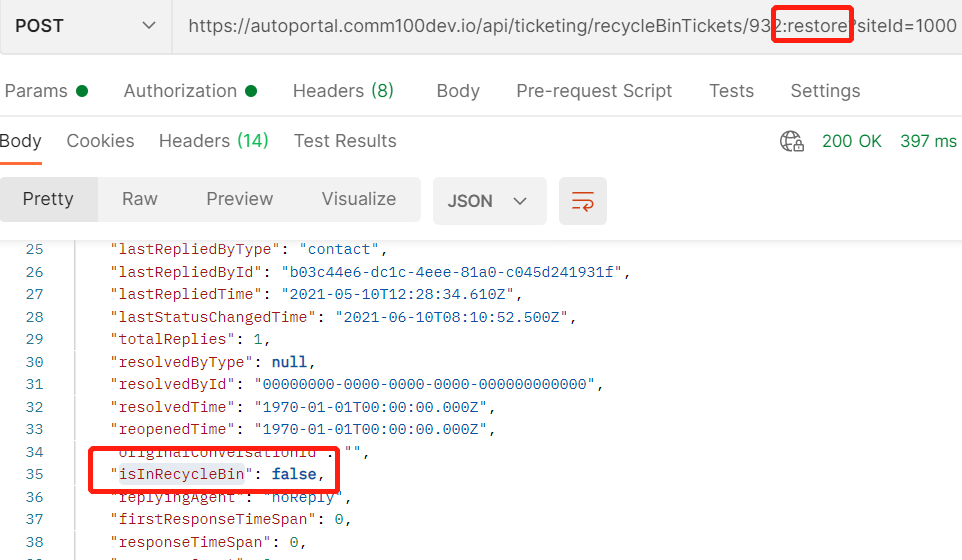 POST https://autoportal.comm100dev.io/api/ticketing/recycleBinTickets/932:restore?siteId=1000
Params Authorization Headers (8) Body Pre-request Script Tests Settings
Body Cookies Headers (14) Test Results 200 OK 397 ms
Pretty Raw Preview Visualize JSON
25 "lastRepliedByType": "contact",
26 "lastRepliedById": "b03c44e6-dc1c-4eee-81a0-c045d241931f",
27 "lastRepliedTime": "2021-05-10T12:28:34.610Z",
28 "lastStatusChangedTime": "2021-06-10T08:10:52.500Z",
29 "totalReplies": 1,
30 "resolvedByType": null,
31 "resolvedById": "00000000-0000-0000-0000-000000000000",
32 "resolvedTime": "1970-01-01T00:00:00.000Z",
33 "reopenedTime": "1970-01-01T00:00:00.000Z",
34 "originalConversationId": "",
35 "isInRecycleBin": false,
36 "replyingAgent": "noReply",
37 "firstResponseTimeSpan": 0,
38 "responseTimeSpan": 0,